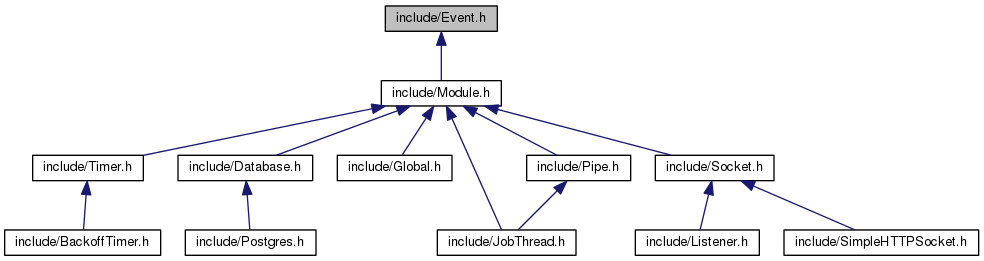 include/Event.h
include/Module.h
include/Timer.h
include/Database.h
include/Global.h
include/Pipe.h
include/Socket.h
include/BackoffTimer.h
include/Postgres.h
include/JobThread.h
include/Listener.h
include/SimpleHTTPSocket.h